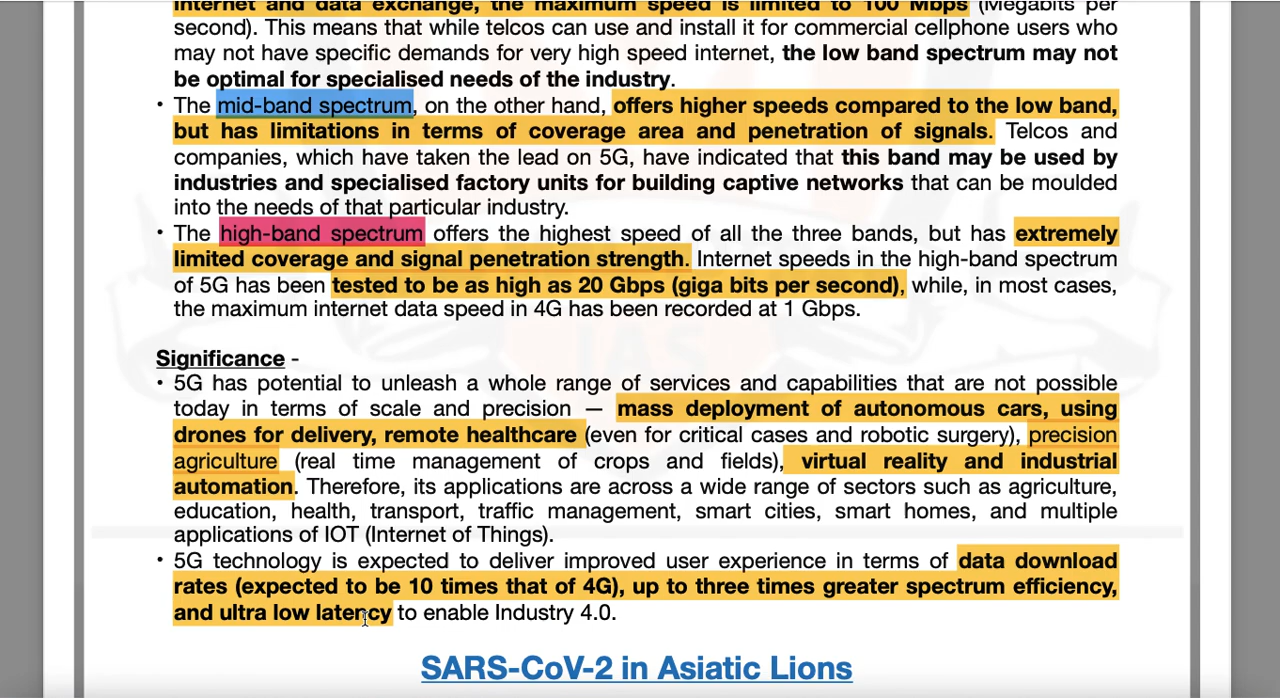 internet and data exchange, the maximum speed is limited to 100 Mbps (Megabits per
second). This means that while telcos can use and install it for commercial cellphone users who
may not have specific demands for very high speed internet, the low band spectrum may not
be optimal for specialised needs of the industry.
• The mid-band spectrum, on the other hand, offers higher speeds compared to the low band,
but has limitations in terms of coverage area and penetration of signals. Telcos and
companies, which have taken the lead on 5G, have indicated that this band may be used by
industries and specialised factory units for building captive networks that can be moulded
into the needs of that particular industry.
• The high-band spectrum offers the highest speed of all the three bands, but has extremely
limited coverage and signal penetration strength. Internet speeds in the high-band spectrum
of 5G has been tested to be as high as 20 Gbps (giga bits per second), while, in most cases,
the maximum internet data speed in 4G has been recorded at 1 Gbps.
Significance -
• 5G has potential to unleash a whole range of services and capabilities that are not possible
today in terms of scale and precision — mass deployment of autonomous cars, using
drones for delivery, remote healthcare (even for critical cases and robotic surgery), precision
agriculture (real time management of crops and fields), virtual reality and industrial
automation. Therefore, its applications are across a wide range of sectors such as agriculture,
education, health, transport, traffic management, smart cities, smart homes, and multiple
applications of IOT (Internet of Things).
• 5G technology is expected to deliver improved user experience in terms of data download
rates (expected to be 10 times that of 4G), up to three times greater spectrum efficiency,
and ultra low latency to enable Industry 4.0.
SARS-CoV-2 in Asiatic Lions
IAS